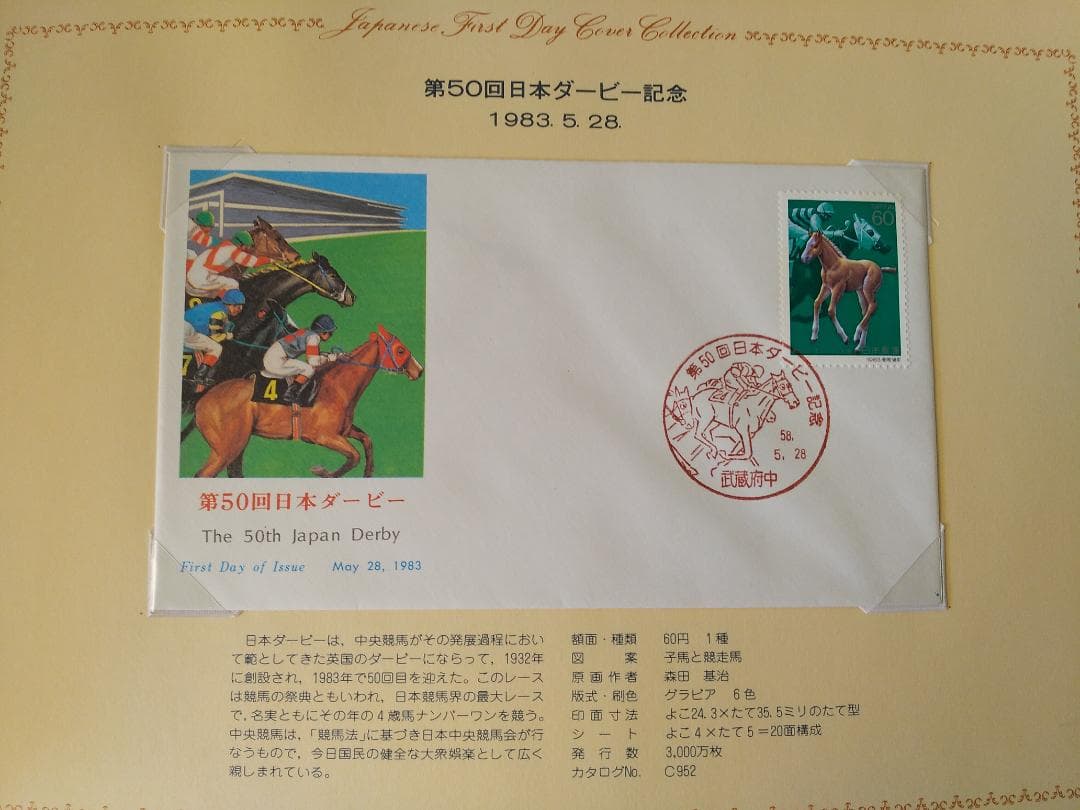 Japanese First Day Cover Collection
第50回日本ダービー記念
1983. 5. 28.
60
日本郵便
第50回日本ダービー記念
58.
5. 28
武蔵府中
7
4
第50回日本ダービー
The 50th Japan Derby
First Day of Issue May 28, 1983
日本ダービーは、中央競馬がその発展過程におい
て範としてきた英国のダービーにならって，1932年
に創設され，1983年で50回目を迎えた。このレース
は競馬の祭典ともいわれ，日本競馬界の最大レース
で，名実ともにその年の4歳馬ナンバーワンを競う。
中央競馬は，「競馬法」に基づき日本中央競馬会が行
なうもので，今日国民の健全な大衆娯楽として広く
親しまれている。
額面・種類 60円 1種
図案 子馬と競走馬
原画作者 森田 基治
版式・刷色 グラビア 6色
印面寸法 よこ24.3×たて35.5ミリのたて型
シート よこ4×たて5＝20面構成
発行数 3,000万枚
カタログNo. C952